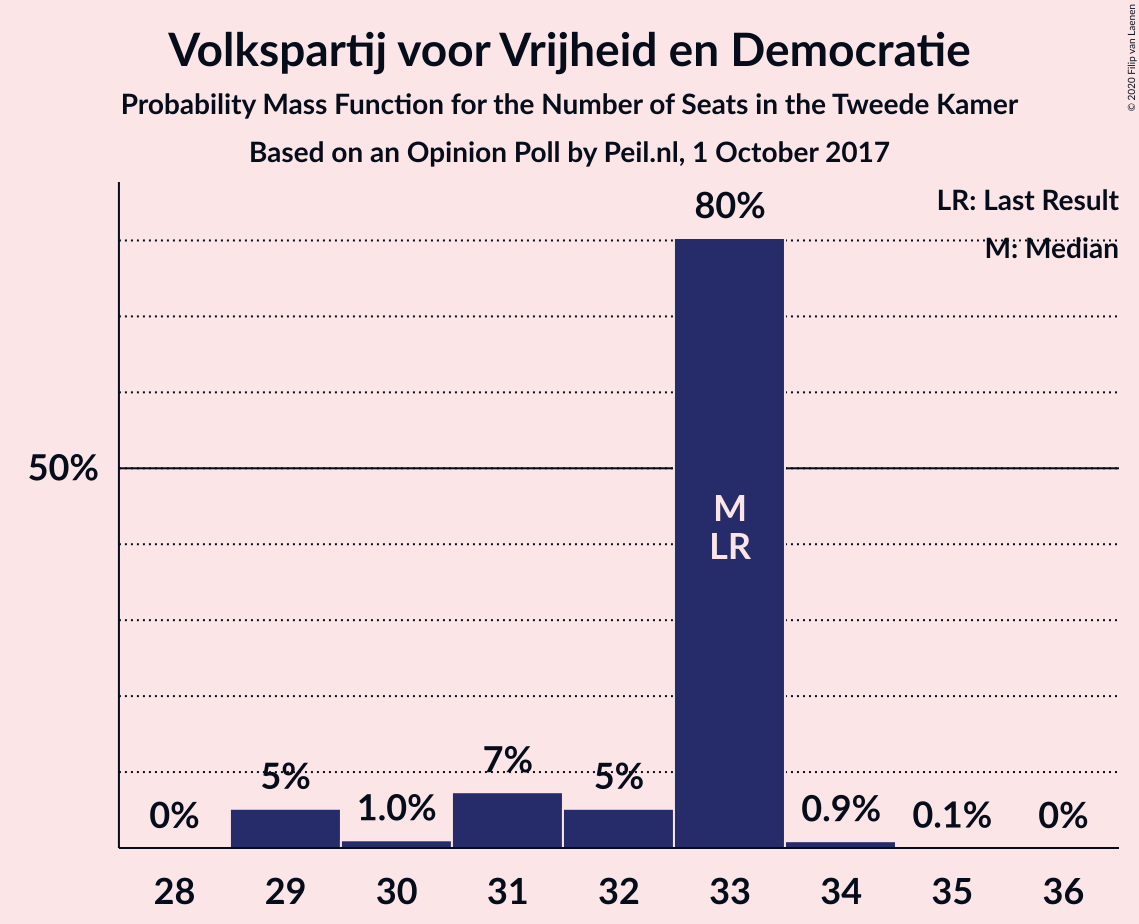 Volkspartij voor Vrijheid en Democratie
Probability Mass Function for the Number of Seats in the Tweede Kamer
Based on an Opinion Poll by Peil.nl, 1 October 2017
© 2020 Filip van Laenen
LR: Last Result
M: Median
80%
50%
M
LR
0%
5%
1.0%
7%
5%
0.9%
0.1%
0%
28 29 30 31 32 33 34 35 36